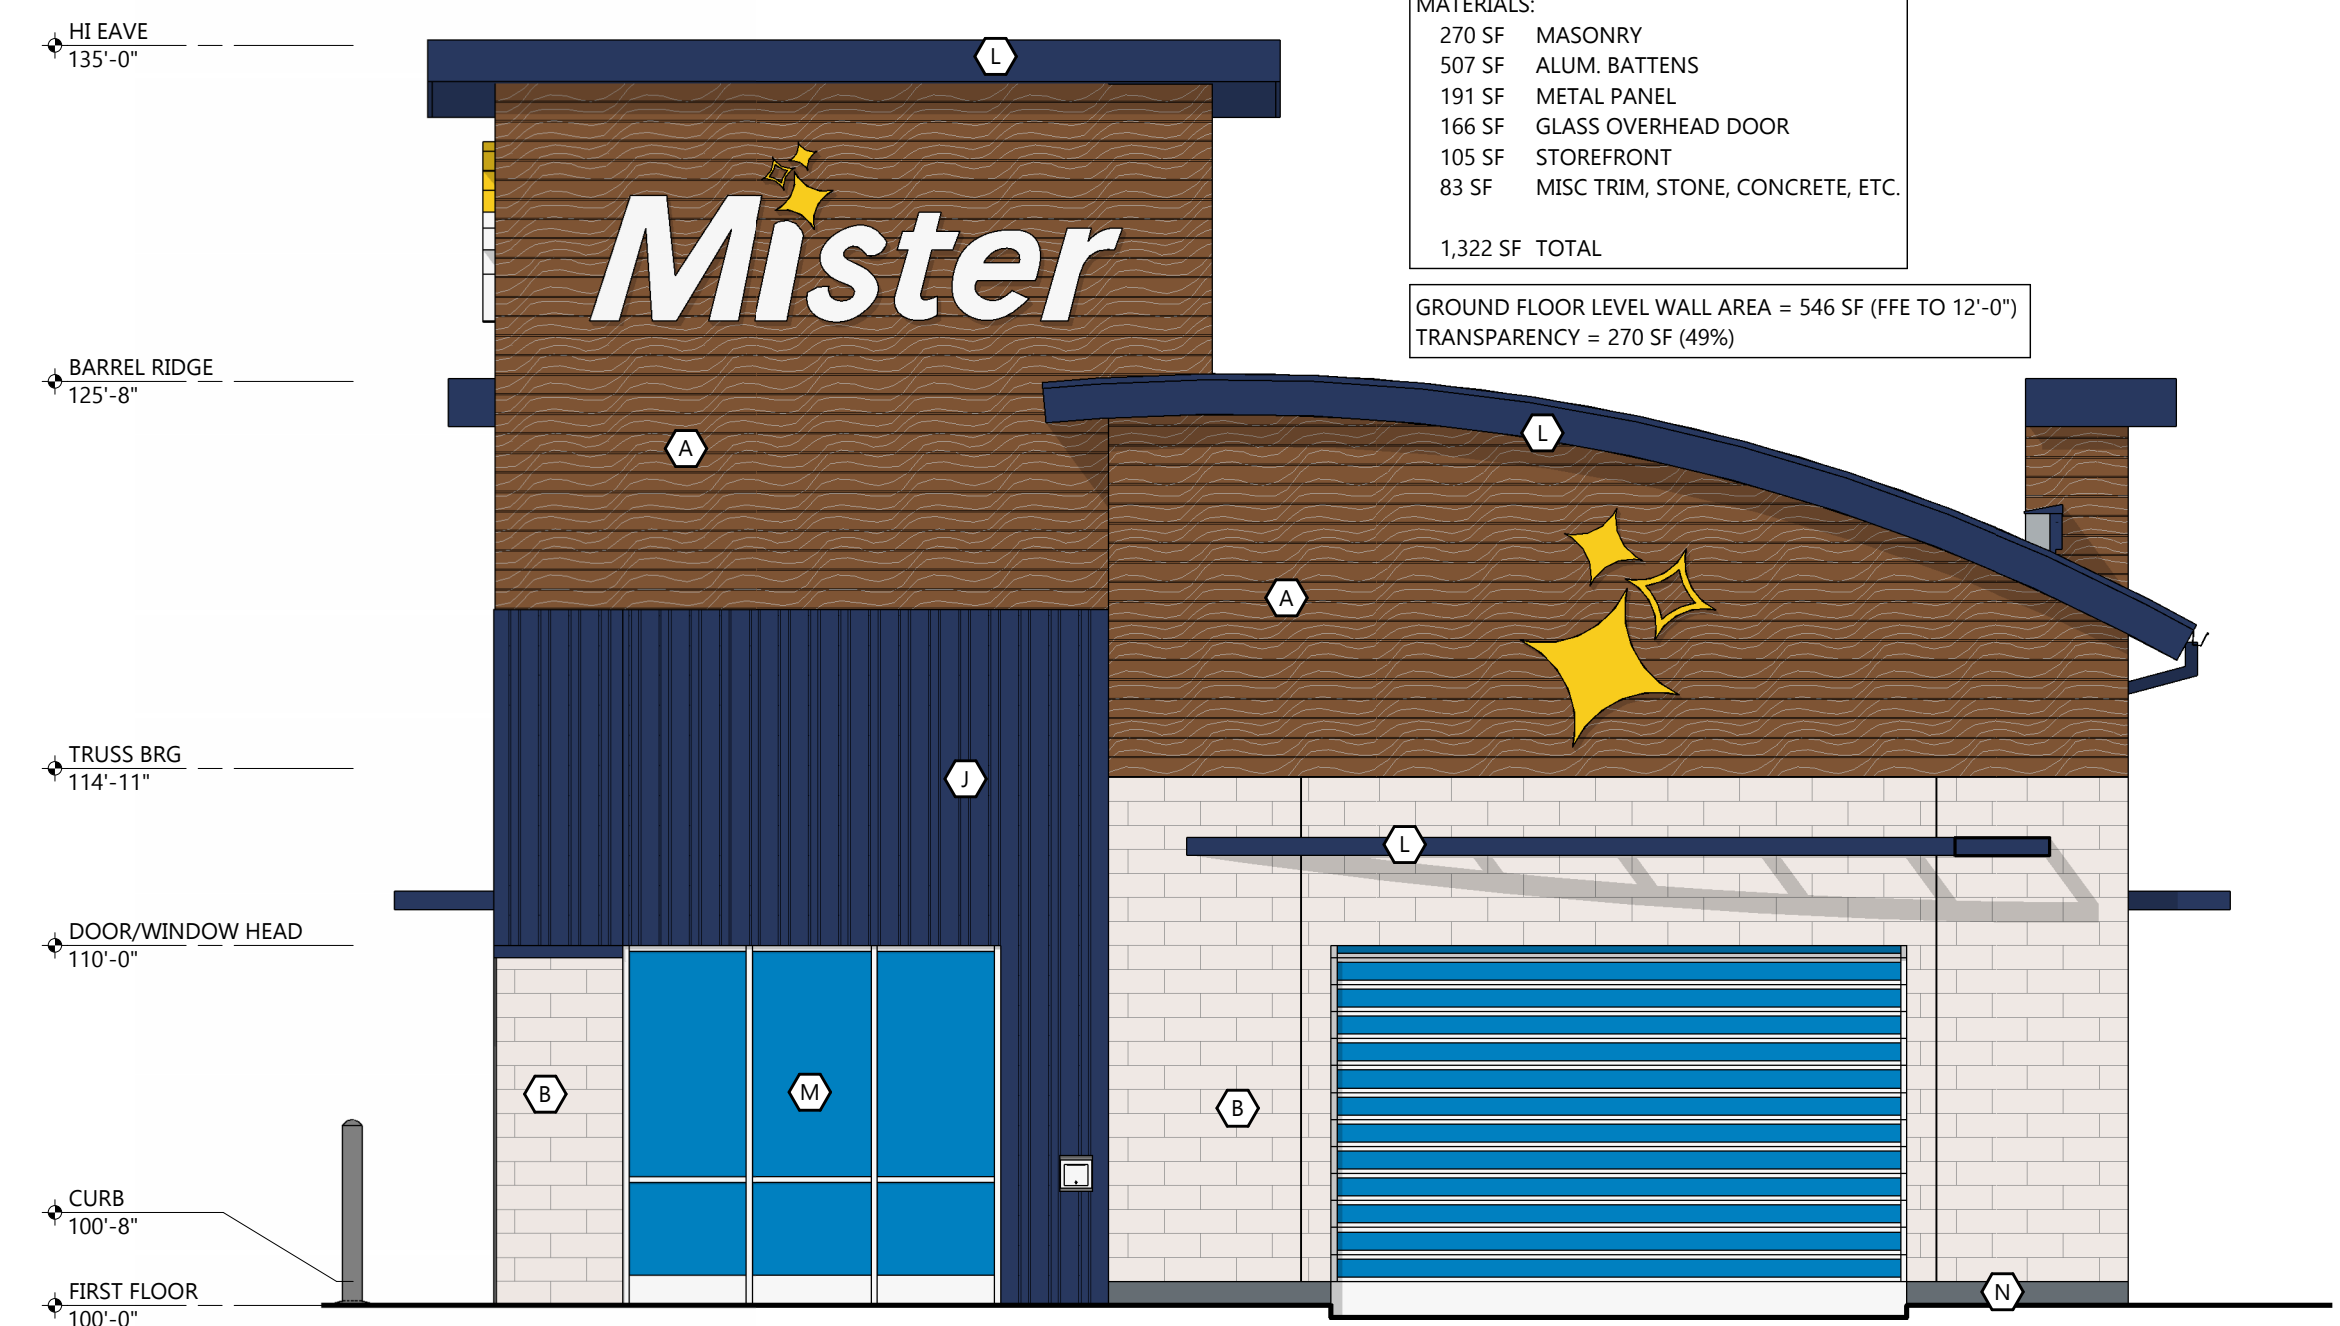 MATERIALS:
270 SF MASONRY
507 SF ALUM. BATTENS
191 SF METAL PANEL
166 SF GLASS OVERHEAD DOOR
105 SF STOREFRONT
83 SF MISC TRIM, STONE, CONCRETE, ETC.
1,322 SF TOTAL
GROUND FLOOR LEVEL WALL AREA = 546 SF (FFE TO 12'-0")
TRANSPARENCY = 270 SF (49%)
HI EAVE
135'-0"
L
Mister
BARREL RIDGE
125'-8"
A
L
A
TRUSS BRG
114'-11"
J
L
DOOR/WINDOW HEAD
110'-0"
B
M
B
CURB
100'-8"
FIRST FLOOR
100'-0"
N